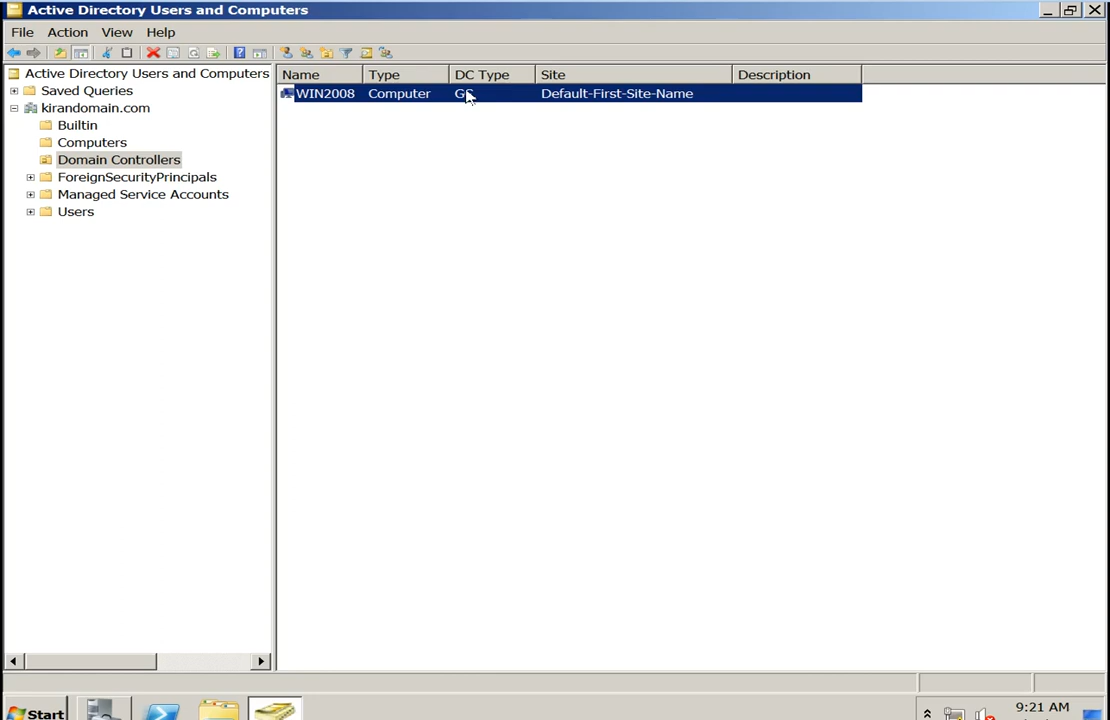 Active Directory Users and Computers
File Action View Help
Active Directory Users and Computers
Saved Queries
kirandomain.com
Builtin
Computers
Domain Controllers
ForeignSecurityPrincipals
Managed Service Accounts
Users
Name Type DC Type Site Description
WIN2008 Computer GC Default-First-Site-Name
Start
9:21 AM